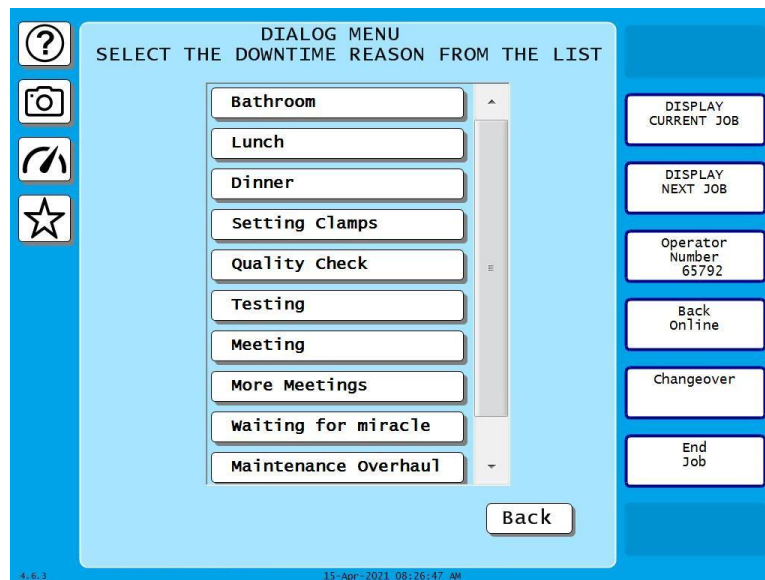 DIALOG MENU
SELECT THE DOWNTIME REASON FROM THE LIST
Bathroom
Lunch
Dinner
Setting Clamps
Quality Check
Testing
Meeting
More Meetings
Waiting for miracle
Maintenance Overhaul
Back
DISPLAY
CURRENT JOB
DISPLAY
NEXT JOB
Operator
Number
65792
Back
Online
Changeover
End
Job
4.6.3
15-Apr-2021 08:26:47 AM